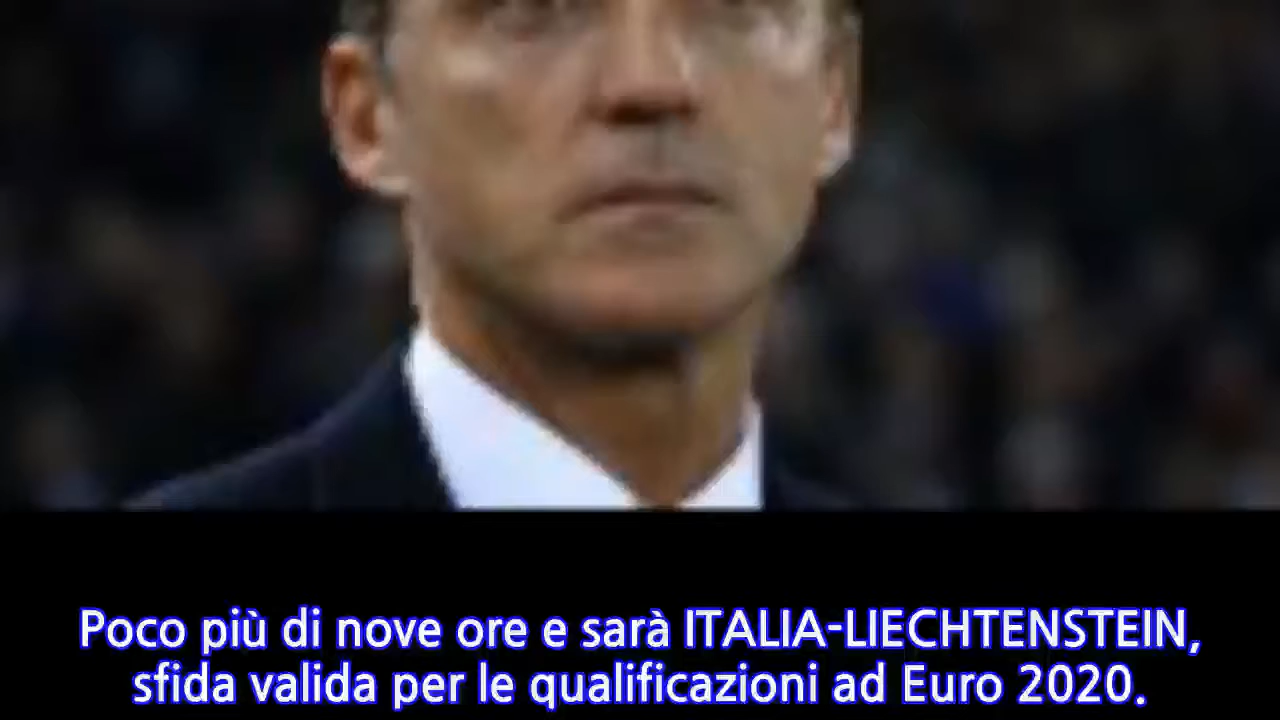 Poco più di nove ore e sarà ITALIA-LIECHTENSTEIN,
sfida valida per le qualificazioni ad Euro 2020.